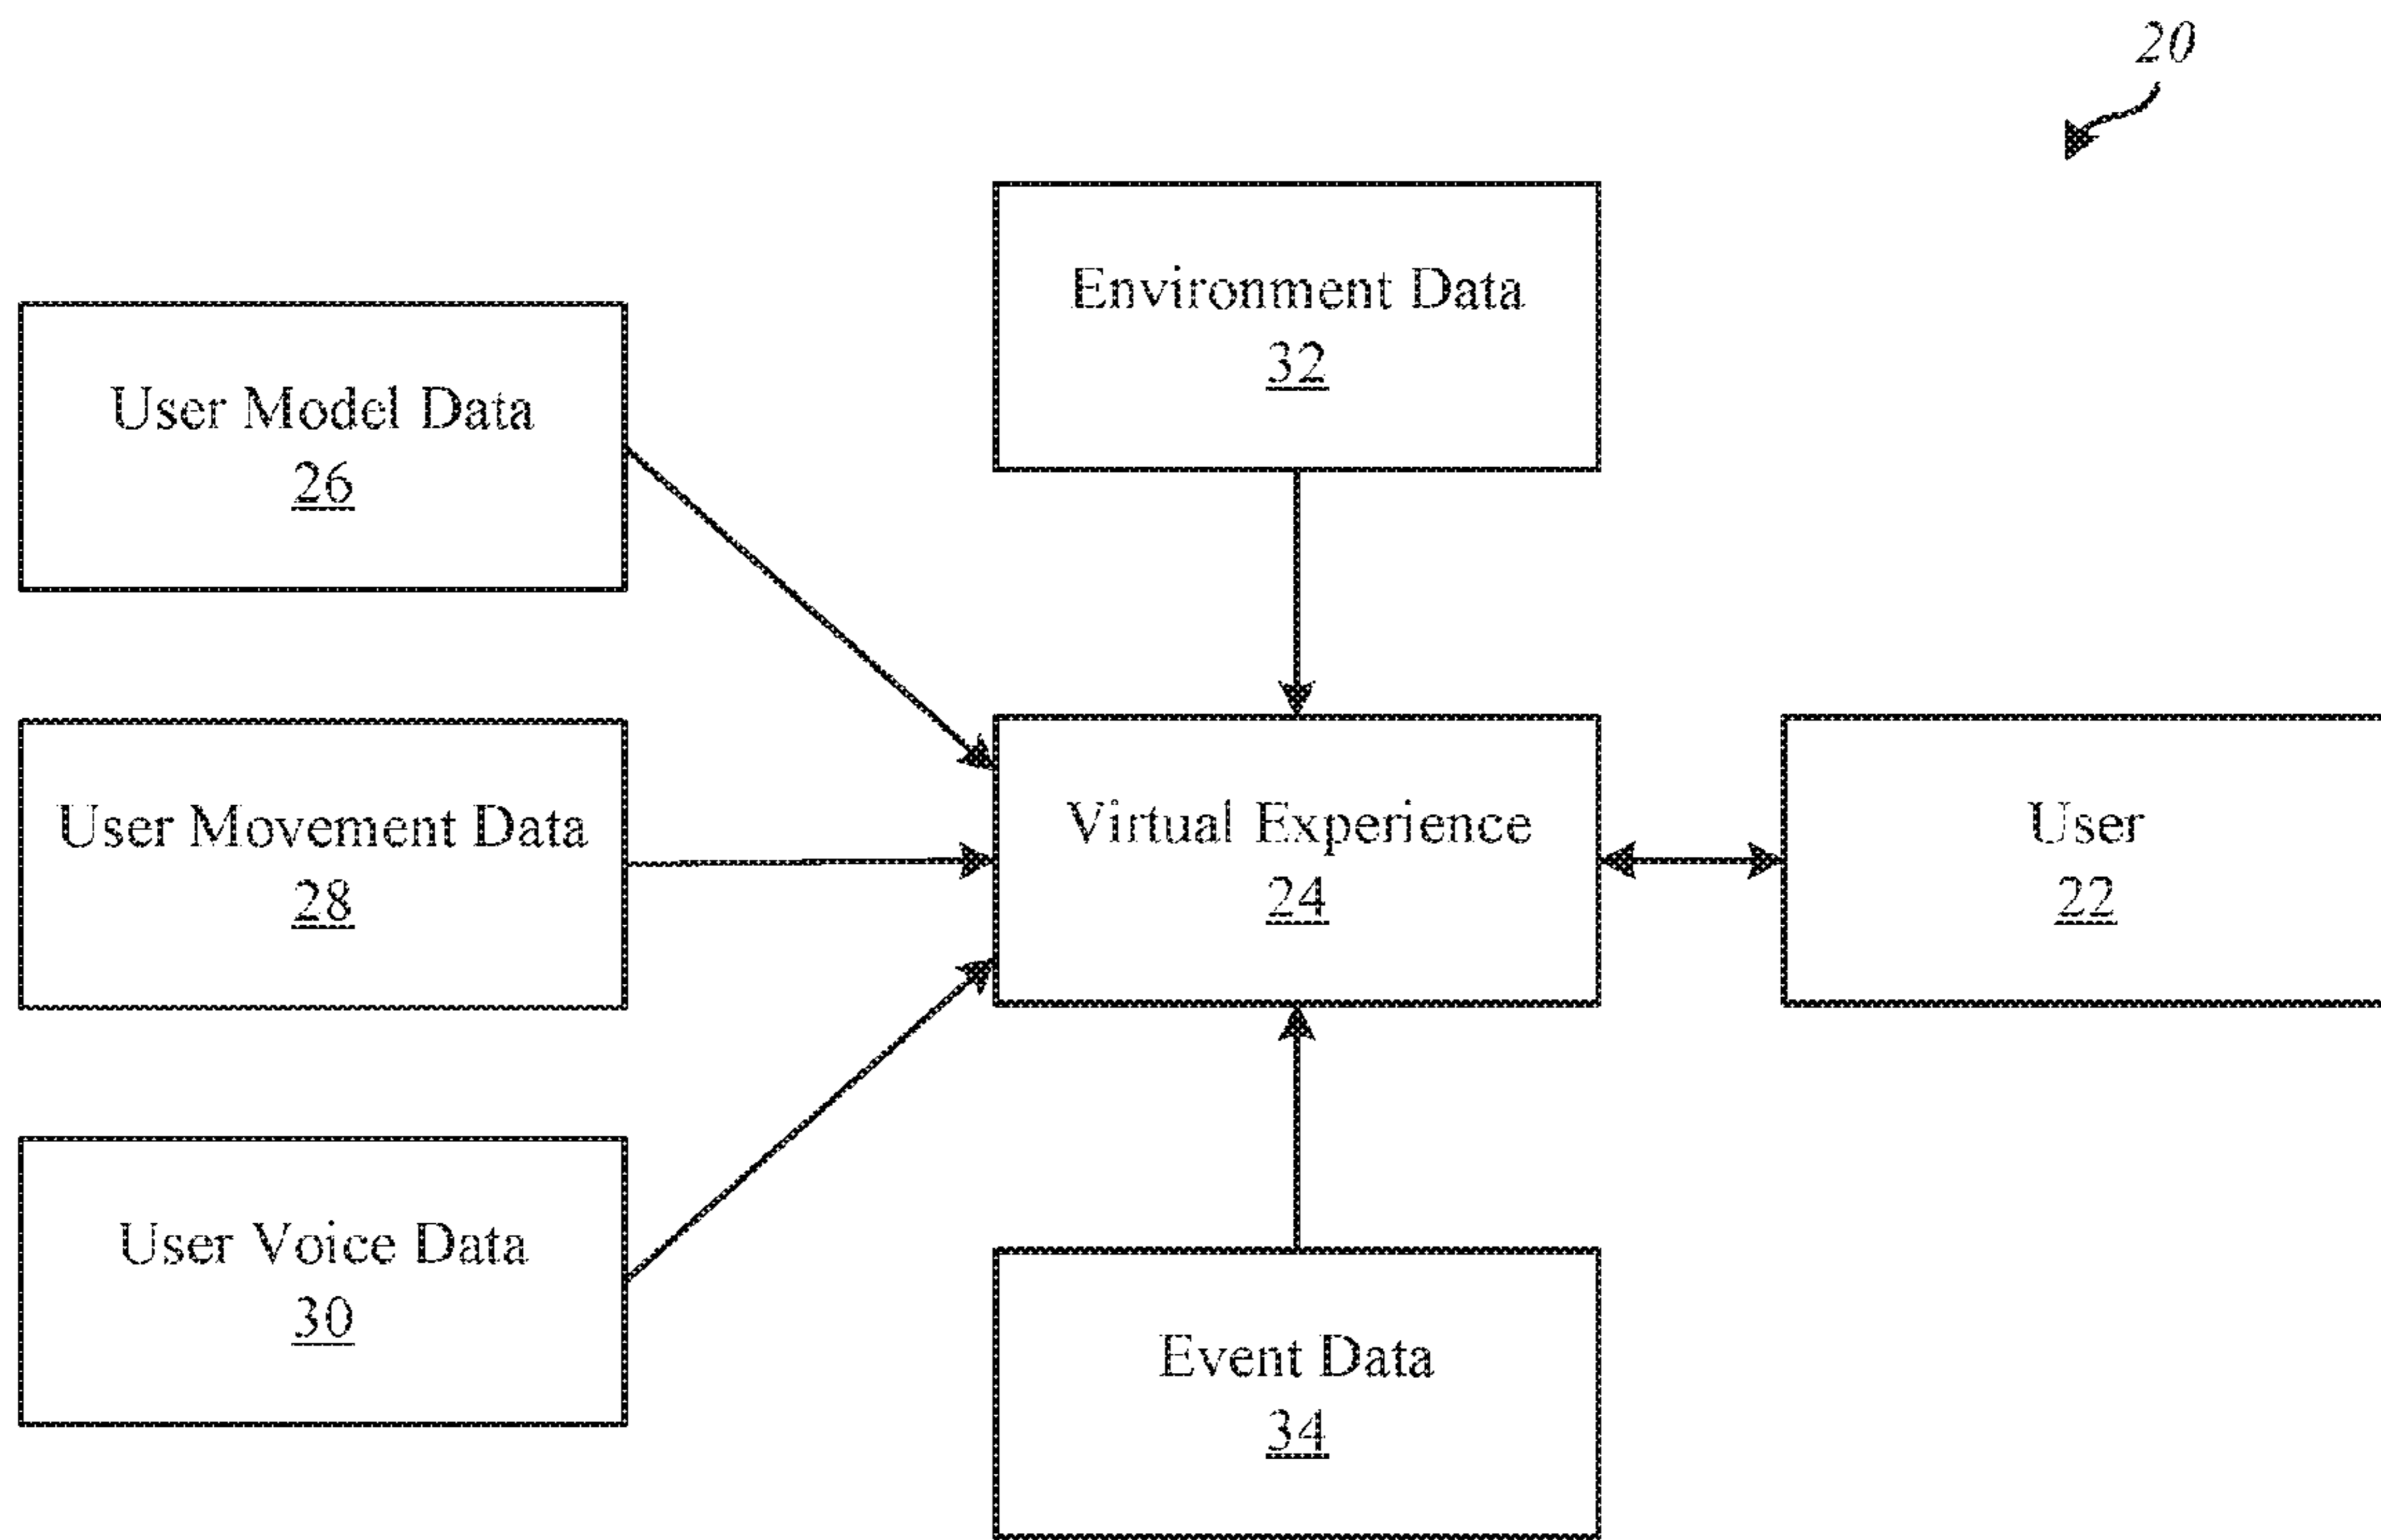 20
Environment Data
32
User Model Data
26
User Movement Data
28
Virtual Experience
24
User
22
User Voice Data
30
Event Data
34